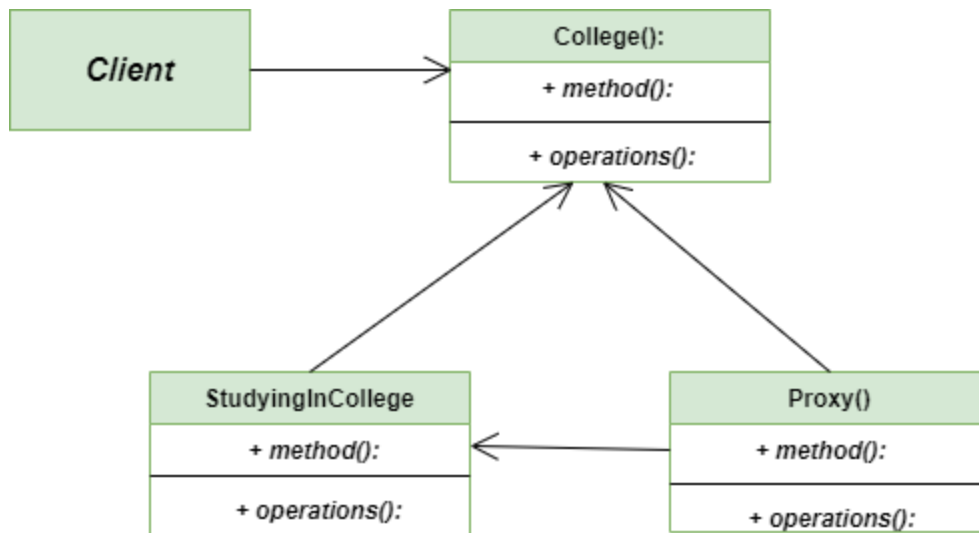 Client
College():
+ method():
+ operations():
StudyingInCollege
+ method():
+ operations():
Proxy()
+ method():
+ operations():